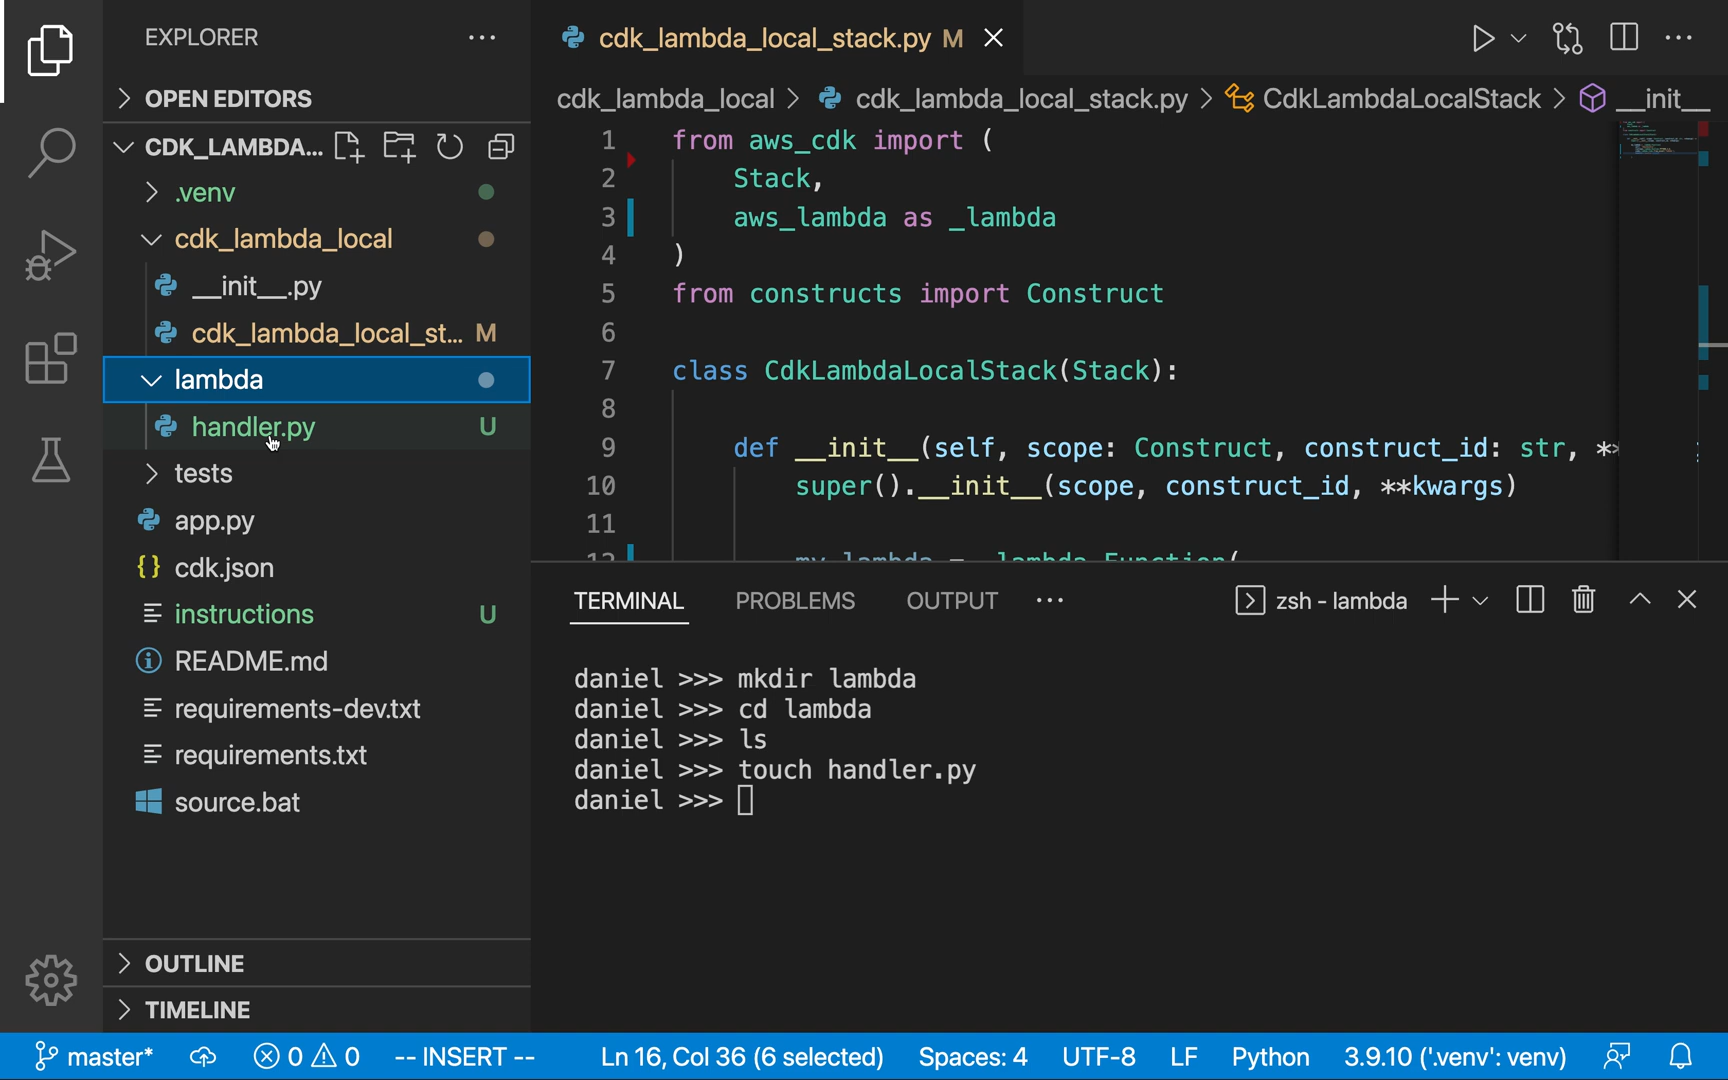 EXPLORER
OPEN EDITORS
CDK_LAMBDA...
.venv
cdk_lambda_local
__init__.py
cdk_lambda_local_st... M
lambda
handler.py U
tests
app.py
{} cdk.json
instructions U
README.md
requirements-dev.txt
requirements.txt
source.bat
OUTLINE
TIMELINE
cdk_lambda_local_stack.py M
cdk_lambda_local > cdk_lambda_local_stack.py > CdkLambdaLocalStack > __init__
1 from aws_cdk import (
2 Stack,
3 aws_lambda as _lambda
4 )
5 from constructs import Construct
6
7 class CdkLambdaLocalStack(Stack):
8
9 def __init__(self, scope: Construct, construct_id: str, **
10 super().__init__(scope, construct_id, **kwargs)
11
12 my_lambda = _lambda.Function(
TERMINAL PROBLEMS OUTPUT ... zsh - lambda
daniel >>> mkdir lambda
daniel >>> cd lambda
daniel >>> ls
daniel >>> touch handler.py
daniel >>>
master* 0 0 -- INSERT -- Ln 16, Col 36 (6 selected) Spaces: 4 UTF-8 LF Python 3.9.10 ('.venv': venv)